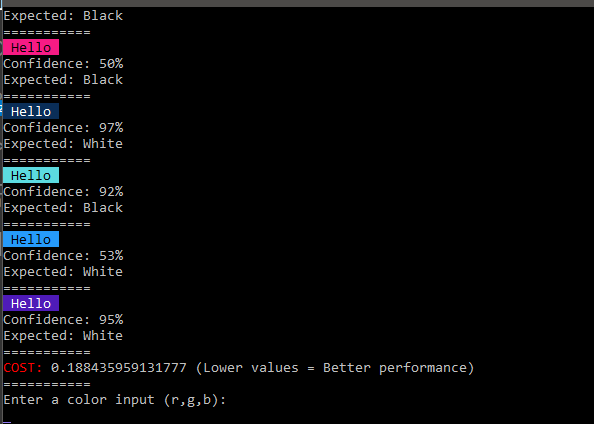 Expected: Black
===========
Hello
Confidence: 50%
Expected: Black
===========
Hello
Confidence: 97%
Expected: White
===========
Hello
Confidence: 92%
Expected: Black
===========
Hello
Confidence: 53%
Expected: White
===========
Hello
Confidence: 95%
Expected: White
===========
COST: 0.188435959131777 (Lower values = Better performance)
===========
Enter a color input (r,g,b):